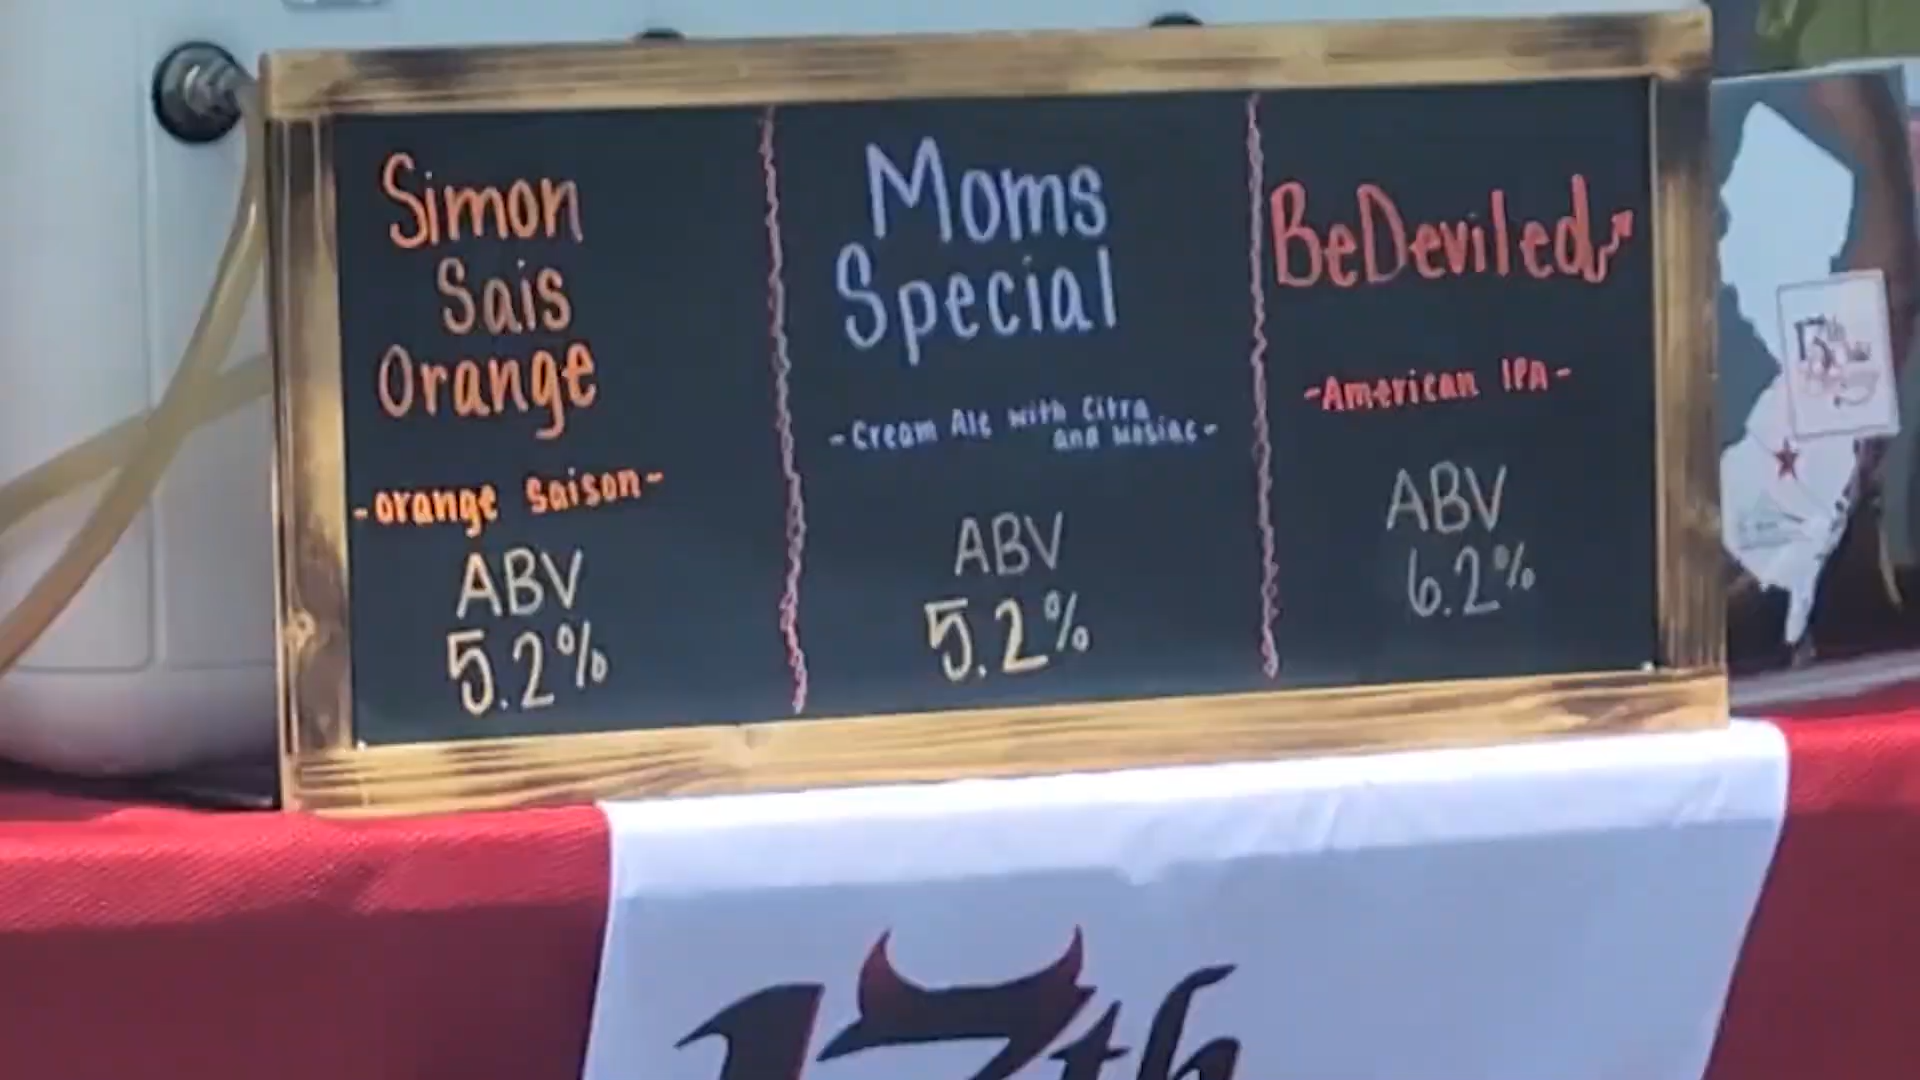 Simon
Sais
Orange
-orange saison-
ABV
5.2%
Moms
Special
-Cream Ale with Citra
and Mosiac-
ABV
5.2%
BeDeviled
-American IPA-
ABV
6.2%
17th